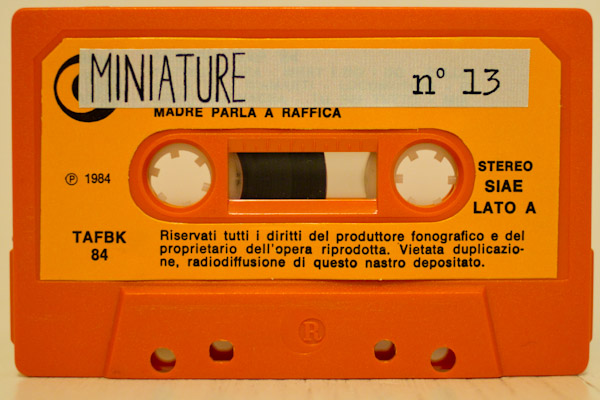 MINIATURE n° 13
MADRE PARLA A RAFFICA
℗ 1984
STEREO
SIAE
LATO A
TAFBK
84
Riservati tutti i diritti del produttore fonografico e del
proprietario dell'opera riprodotta. Vietata duplicazio-
ne, radiodiffusione di questo nastro depositato.
R